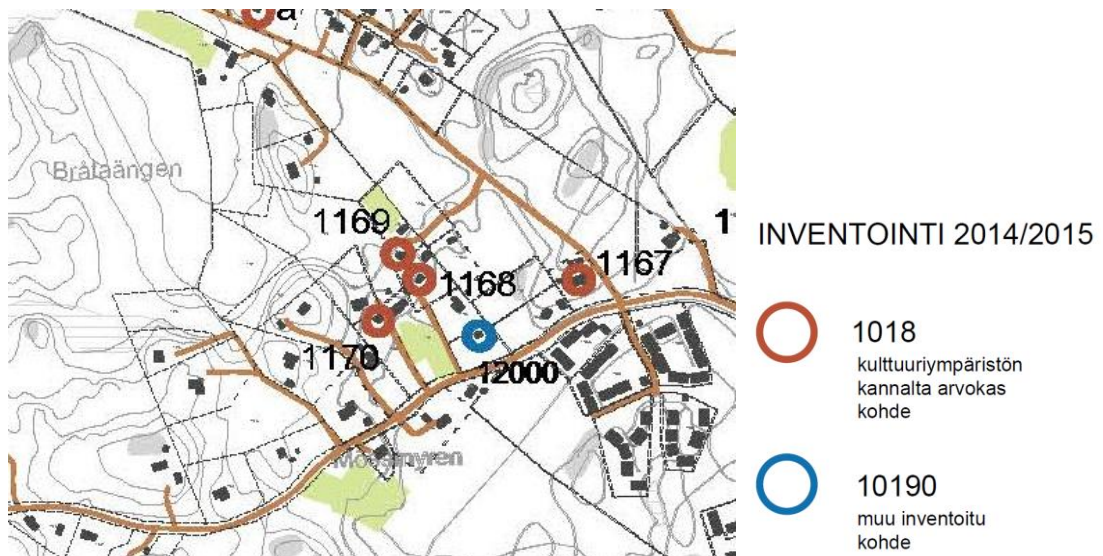 a
Bråtaängen
1169
1168
1167
1170
12000
INVENTOINTI 2014/2015
1018
kulttuuriympäristön
kannalta arvokas
kohde
10190
muu inventoitu
kohde